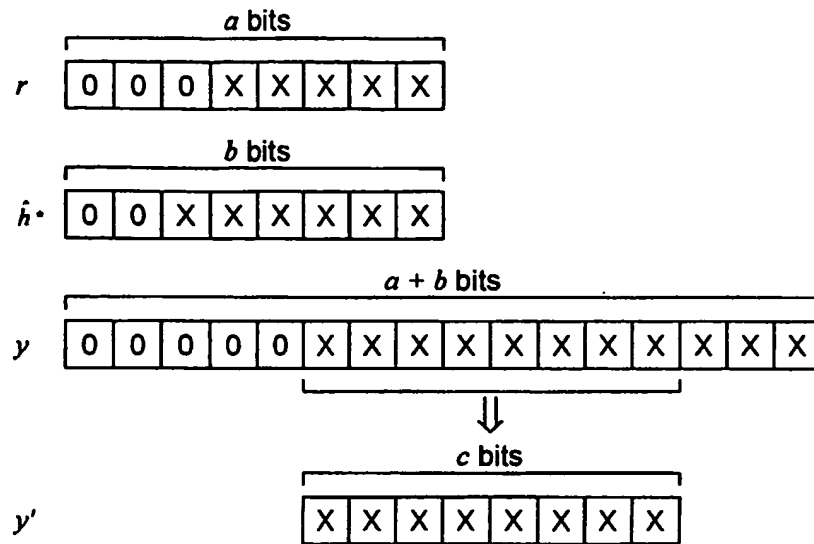 a bits
r 0 0 0 X X X X X
b bits
ĥ* 0 0 X X X X X X
a + b bits
y 0 0 0 0 0 X X X X X X X X X X X
c bits
y' X X X X X X X X